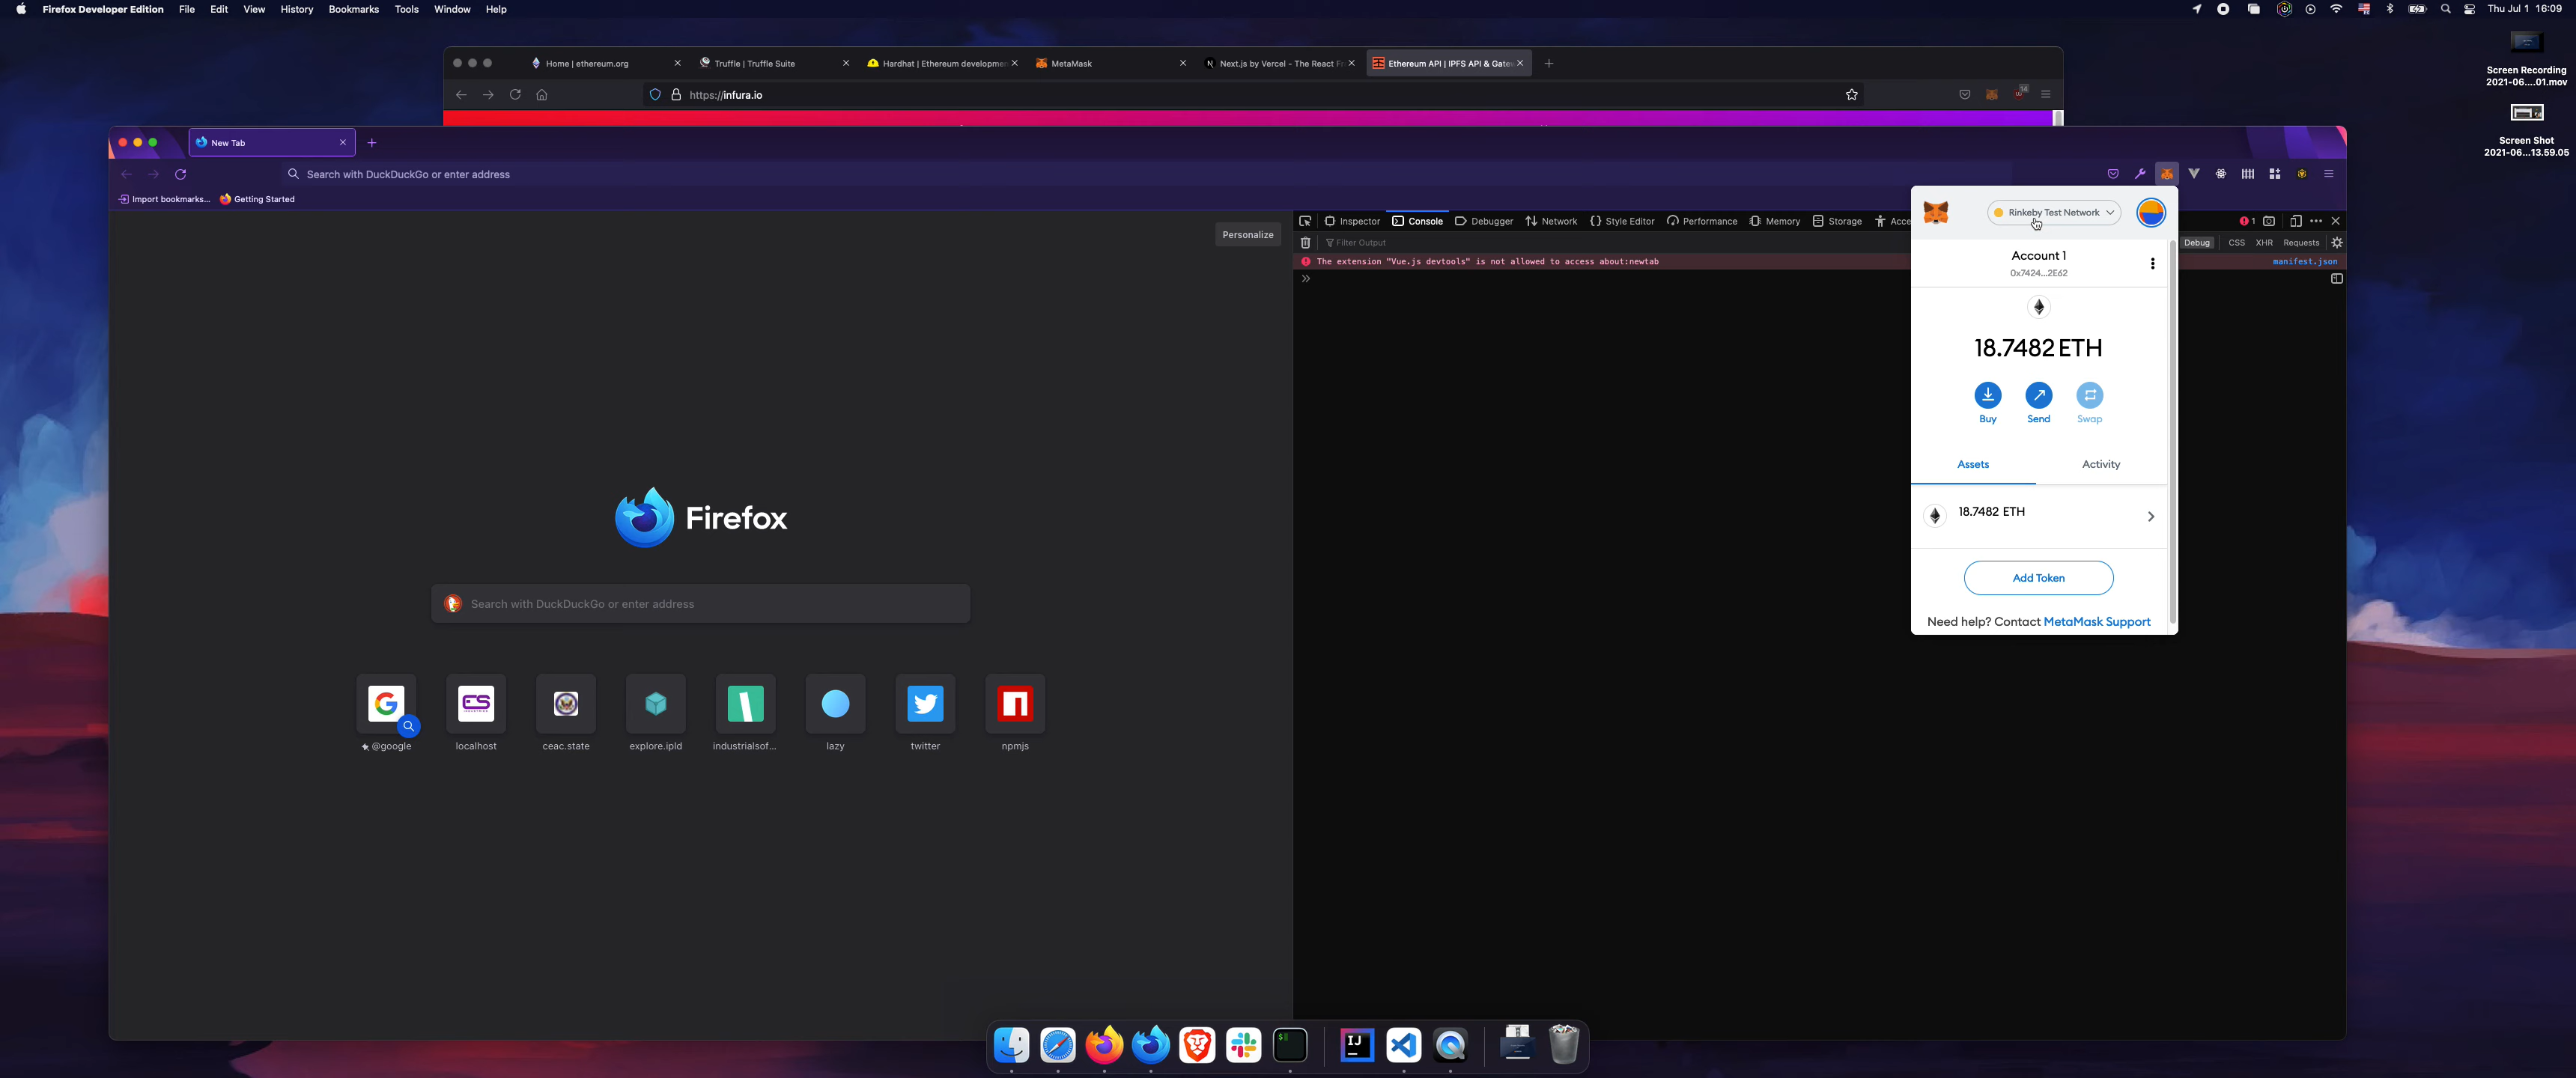 Firefox Developer Edition File Edit View History Bookmarks Tools Window Help
Thu Jul 1 16:09
Screen Recording
2021-06....01.mov
Screen Shot
2021-06...13.59.05
Home | ethereum.org
Truffle | Truffle Suite
Hardhat | Ethereum developmen
MetaMask
Next.js by Vercel - The React Fr
Ethereum API | IPFS API & Gatew
https://infura.io
14
New Tab
Search with DuckDuckGo or enter address
Import bookmarks...
Getting Started
Personalize
Firefox
Search with DuckDuckGo or enter address
@google
localhost
ceac.state
explore.ipld
industrialsof...
lazy
twitter
npmjs
Inspector Console Debugger Network Style Editor Performance Memory Storage Acce
1
Filter Output
Debug CSS XHR Requests
The extension "Vue.js devtools" is not allowed to access about:newtab
manifest.json
Rinkeby Test Network
Account 1
0x7424...2E62
18.7482 ETH
Buy Send Swap
Assets Activity
18.7482 ETH
Add Token
Need help? Contact MetaMask Support